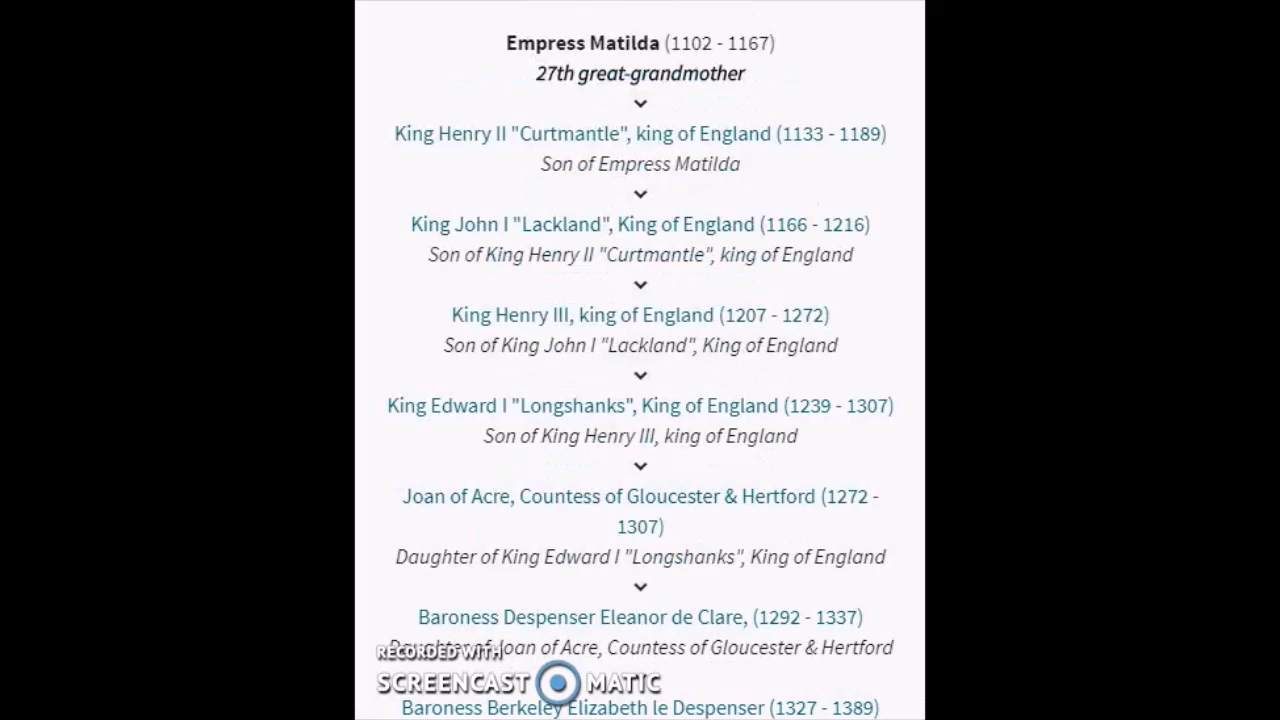 Empress Matilda (1102 - 1167)
27th great-grandmother
King Henry II "Curtmantle", king of England (1133 - 1189)
Son of Empress Matilda
King John I "Lackland", King of England (1166 - 1216)
Son of King Henry II "Curtmantle", king of England
King Henry III, king of England (1207 - 1272)
Son of King John I "Lackland", King of England
King Edward I "Longshanks", King of England (1239 - 1307)
Son of King Henry III, king of England
Joan of Acre, Countess of Gloucester & Hertford (1272 -
1307)
Daughter of King Edward I "Longshanks", King of England
Baroness Despenser Eleanor de Clare, (1292 - 1337)
Daughter of Joan of Acre, Countess of Gloucester & Hertford
RECORDED WITH
SCREENCAST MATIC
Baroness Berkeley Elizabeth le Despenser (1327 - 1389)